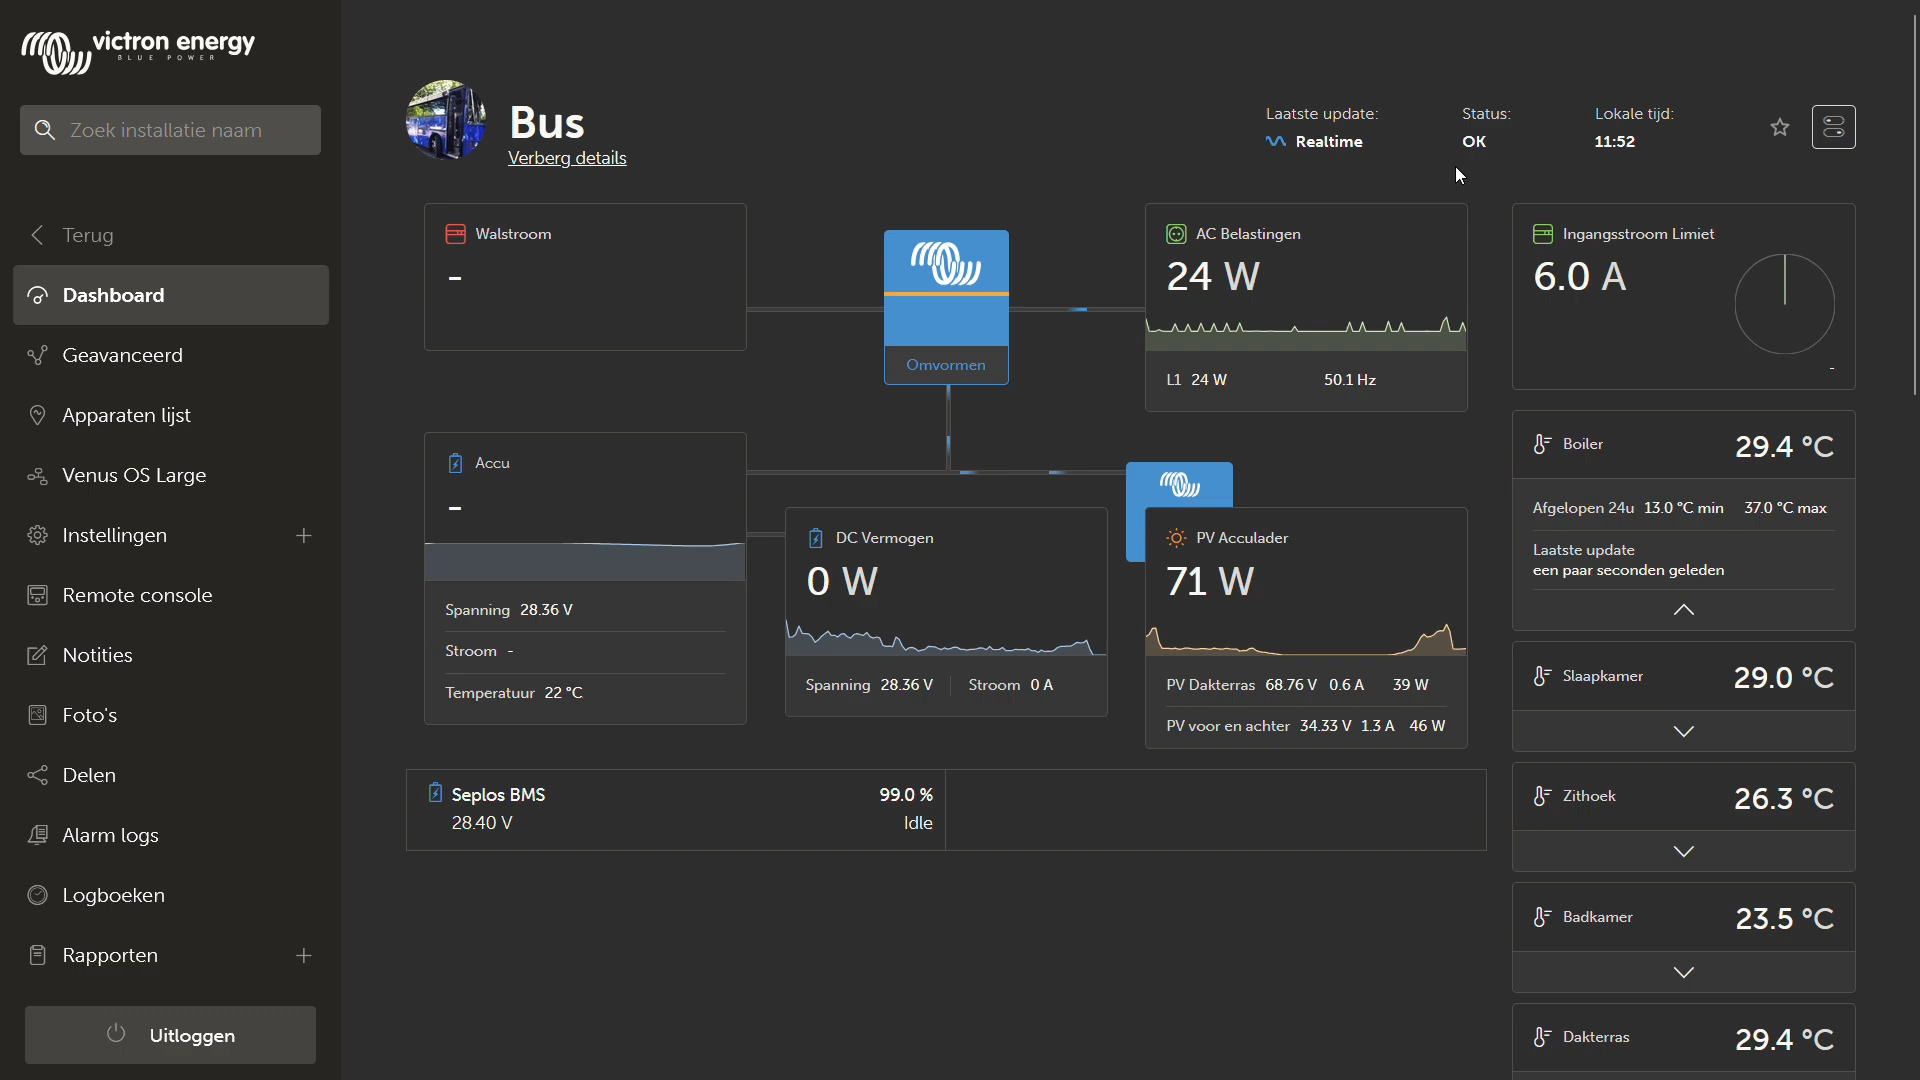 victron energy
BLUE POWER
Zoek installatie naam
Terug
Dashboard
Geavanceerd
Apparaten lijst
Venus OS Large
Instellingen
Remote console
Notities
Foto's
Delen
Alarm logs
Logboeken
Rapporten
Uitloggen
Bus
Verberg details
Laatste update:
Realtime
Status:
OK
Lokale tijd:
11:52
Walstroom
-
Omvormen
AC Belastingen
24 W
L1 24 W 50.1 Hz
Accu
-
Spanning 28.36 V
Stroom -
Temperatuur 22 °C
DC Vermogen
0 W
Spanning 28.36 V Stroom 0 A
PV Acculader
71 W
PV Dakterras 68.76 V 0.6 A 39 W
PV voor en achter 34.33 V 1.3 A 46 W
Seplos BMS 99.0 %
28.40 V Idle
Ingangsstroom Limiet
6.0 A
-
Boiler 29.4 °C
Afgelopen 24u 13.0 °C min 37.0 °C max
Laatste update
een paar seconden geleden
Slaapkamer 29.0 °C
Zithoek 26.3 °C
Badkamer 23.5 °C
Dakterras 29.4 °C